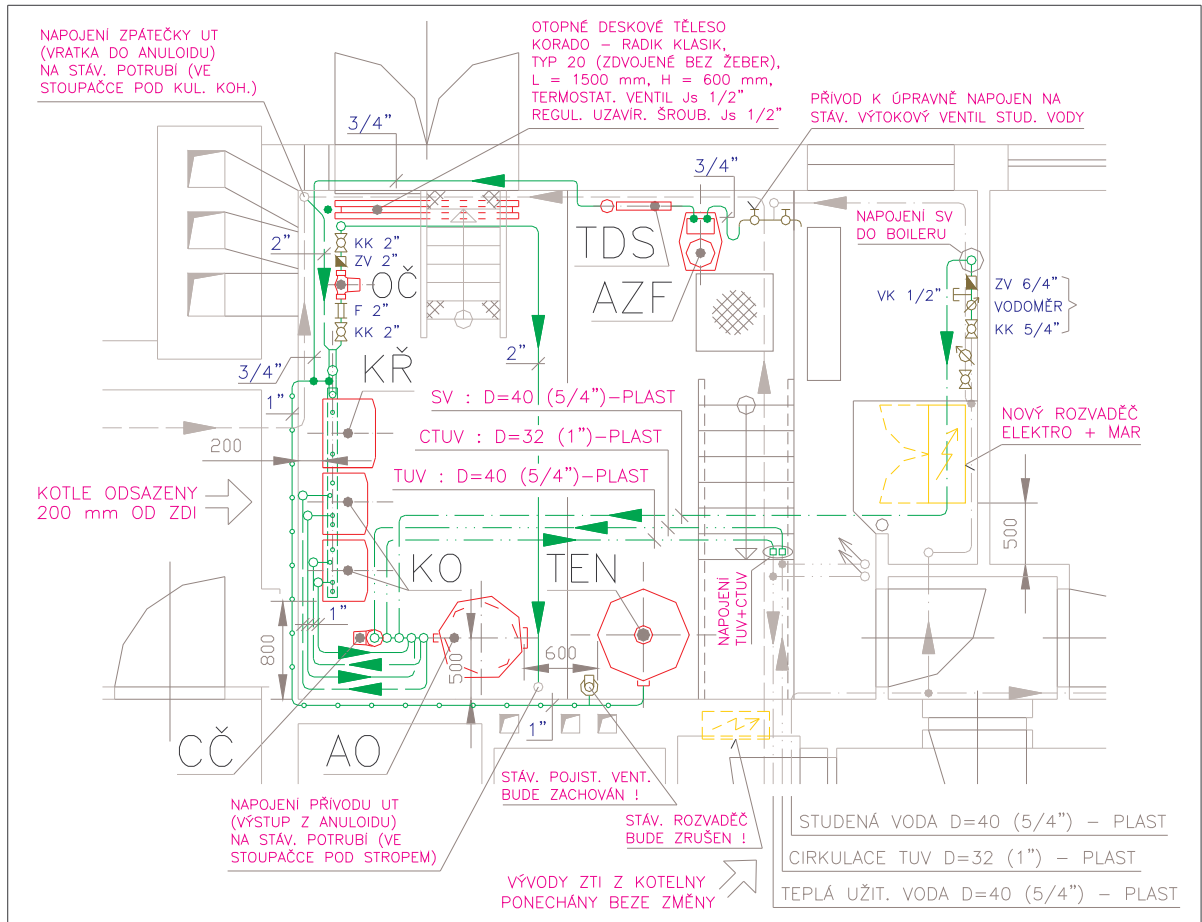 NAPOJENÍ ZPÁTEČKY UT
(VRATKA DO ANULOIDU)
NA STÁV. POTRUBÍ (VE
STOUPAČCE POD KUL. KOH.)
OTOPNÉ DESKOVÉ TĚLESO
KORADO – RADIK KLASIK,
TYP 20 (ZDVOJENÉ BEZ ŽEBER),
L = 1500 mm, H = 600 mm,
TERMOSTAT. VENTIL Js 1/2”
REGUL. UZAVÍR. ŠROUB. Js 1/2”
PŘÍVOD K ÚPRAVNĚ NAPOJEN NA
STÁV. VÝTOKOVÝ VENTIL STUD. VODY
3/4”
3/4”
NAPOJENÍ SV
DO BOILERU
2”
KK 2”
ZV 2”
OČ
F 2”
KK 2”
TDS
AZF
VK 1/2”
ZV 6/4”
VODOMĚR
KK 5/4”
3/4”
KŘ
2”
1”
SV : D=40 (5/4”)–PLAST
CTUV : D=32 (1”)–PLAST
TUV : D=40 (5/4”)–PLAST
NOVÝ ROZVADĚČ
ELEKTRO + MAR
200
KOTLE ODSAZENY
200 mm OD ZDI
500
KO
TEN
NAPOJENÍ
TUV+CTUV
1”
800
500
600
1”
CČ
AO
STÁV. POJIST. VENT.
BUDE ZACHOVÁN !
NAPOJENÍ PŘÍVODU UT
(VÝSTUP Z ANULOIDU)
NA STÁV. POTRUBÍ (VE
STOUPAČCE POD STROPEM)
STÁV. ROZVADĚČ
BUDE ZRUŠEN !
STUDENÁ VODA D=40 (5/4”) – PLAST
CIRKULACE TUV D=32 (1”) – PLAST
TEPLÁ UŽIT. VODA D=40 (5/4”) – PLAST
VÝVODY ZTI Z KOTELNY
PONECHÁNY BEZE ZMĚNY